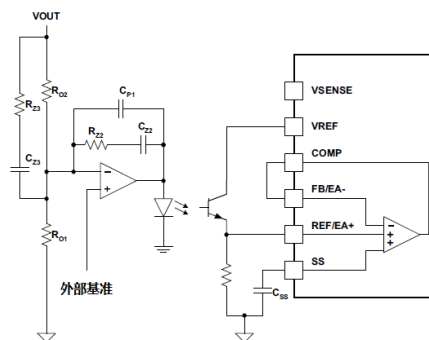 VOUT
CP1
RZ3
RO2
RZ2
CZ2
CZ3
RO1
外部基准
VSENSE
VREF
COMP
FB/EA-
REF/EA+
SS
CSS